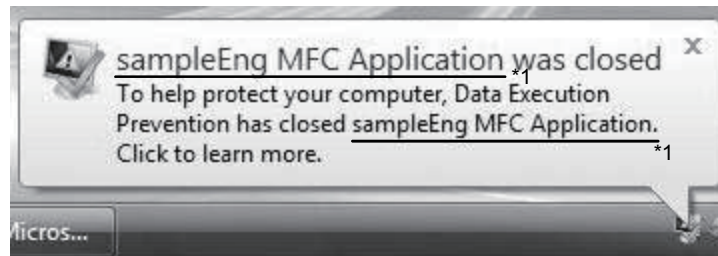 sampleEng MFC Application was closed
*1
To help protect your computer, Data Execution
Prevention has closed sampleEng MFC Application.
*1
Click to learn more.
Micros...